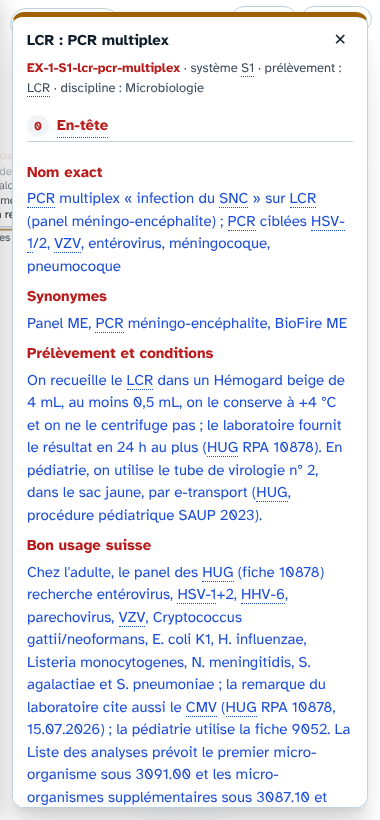 LCR : PCR multiplex ×
EX-1-S1-lcr-pcr-multiplex · système S1 · prélèvement :
LCR · discipline : Microbiologie
0 En-tête
Nom exact
PCR multiplex « infection du SNC » sur LCR
(panel méningo-encéphalite) ; PCR ciblées HSV-
1/2, VZV, entérovirus, méningocoque,
pneumocoque
Synonymes
Panel ME, PCR méningo-encéphalite, BioFire ME
Prélèvement et conditions
On recueille le LCR dans un Hémogard beige de
4 mL, au moins 0,5 mL, on le conserve à +4 °C
et on ne le centrifuge pas ; le laboratoire fournit
le résultat en 24 h au plus (HUG RPA 10878). En
pédiatrie, on utilise le tube de virologie n° 2,
dans le sac jaune, par e-transport (HUG,
procédure pédiatrique SAUP 2023).
Bon usage suisse
Chez l'adulte, le panel des HUG (fiche 10878)
recherche entérovirus, HSV-1+2, HHV-6,
parechovirus, VZV, Cryptococcus
gattii/neoformans, E. coli K1, H. influenzae,
Listeria monocytogenes, N. meningitidis, S.
agalactiae et S. pneumoniae ; la remarque du
laboratoire cite aussi le CMV (HUG RPA 10878,
15.07.2026) ; la pédiatrie utilise la fiche 9052. La
Liste des analyses prévoit le premier micro-
organisme sous 3091.00 et les micro-
organismes supplémentaires sous 3087.10 et